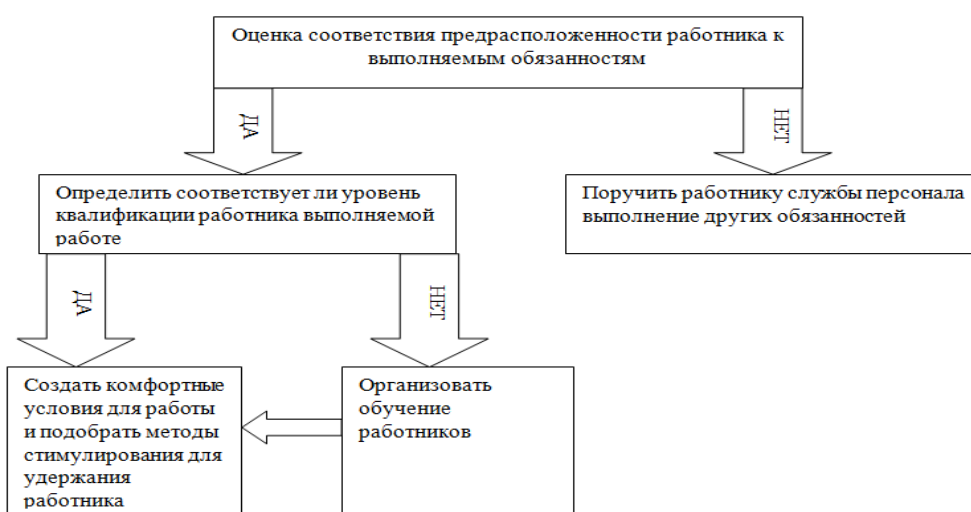 Оценка соответствия предрасположенности работника к
выполняемым обязанностям
ДА
НЕТ
Определить соответствует ли уровень
квалификации работника выполняемой
работе
Поручить работнику службы персонала
выполнение других обязанностей
ДА
НЕТ
Создать комфортные
условия для работы
и подобрать методы
стимулирования для
удержания
работника
Организовать
обучение
работников